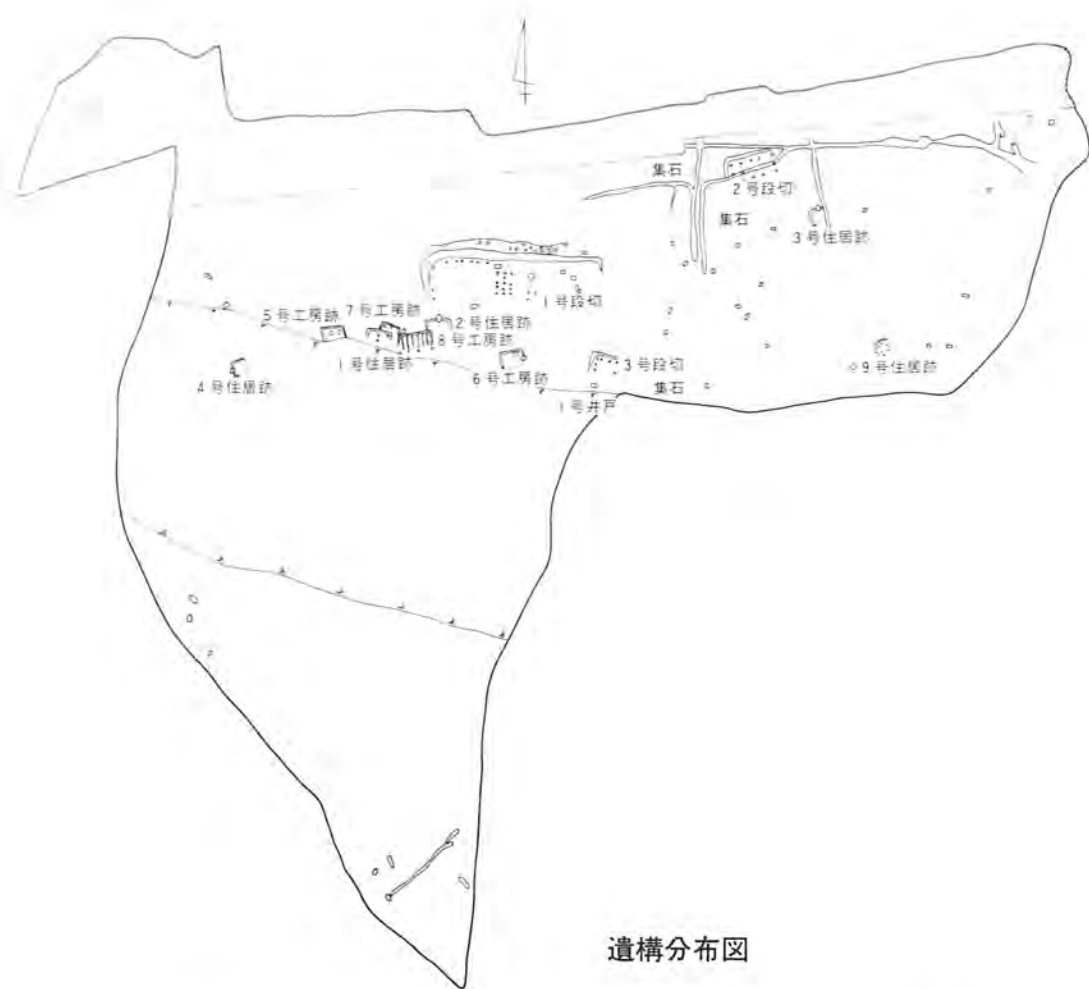 集石
2号段切
集石
3号住居跡
1号段切
5号工房跡
7号工房跡
2号住居跡
8号工房跡
1号住居跡
6号工房跡
3号段切
9号住居跡
4号住居跡
集石
1号井戸
遺構分布図